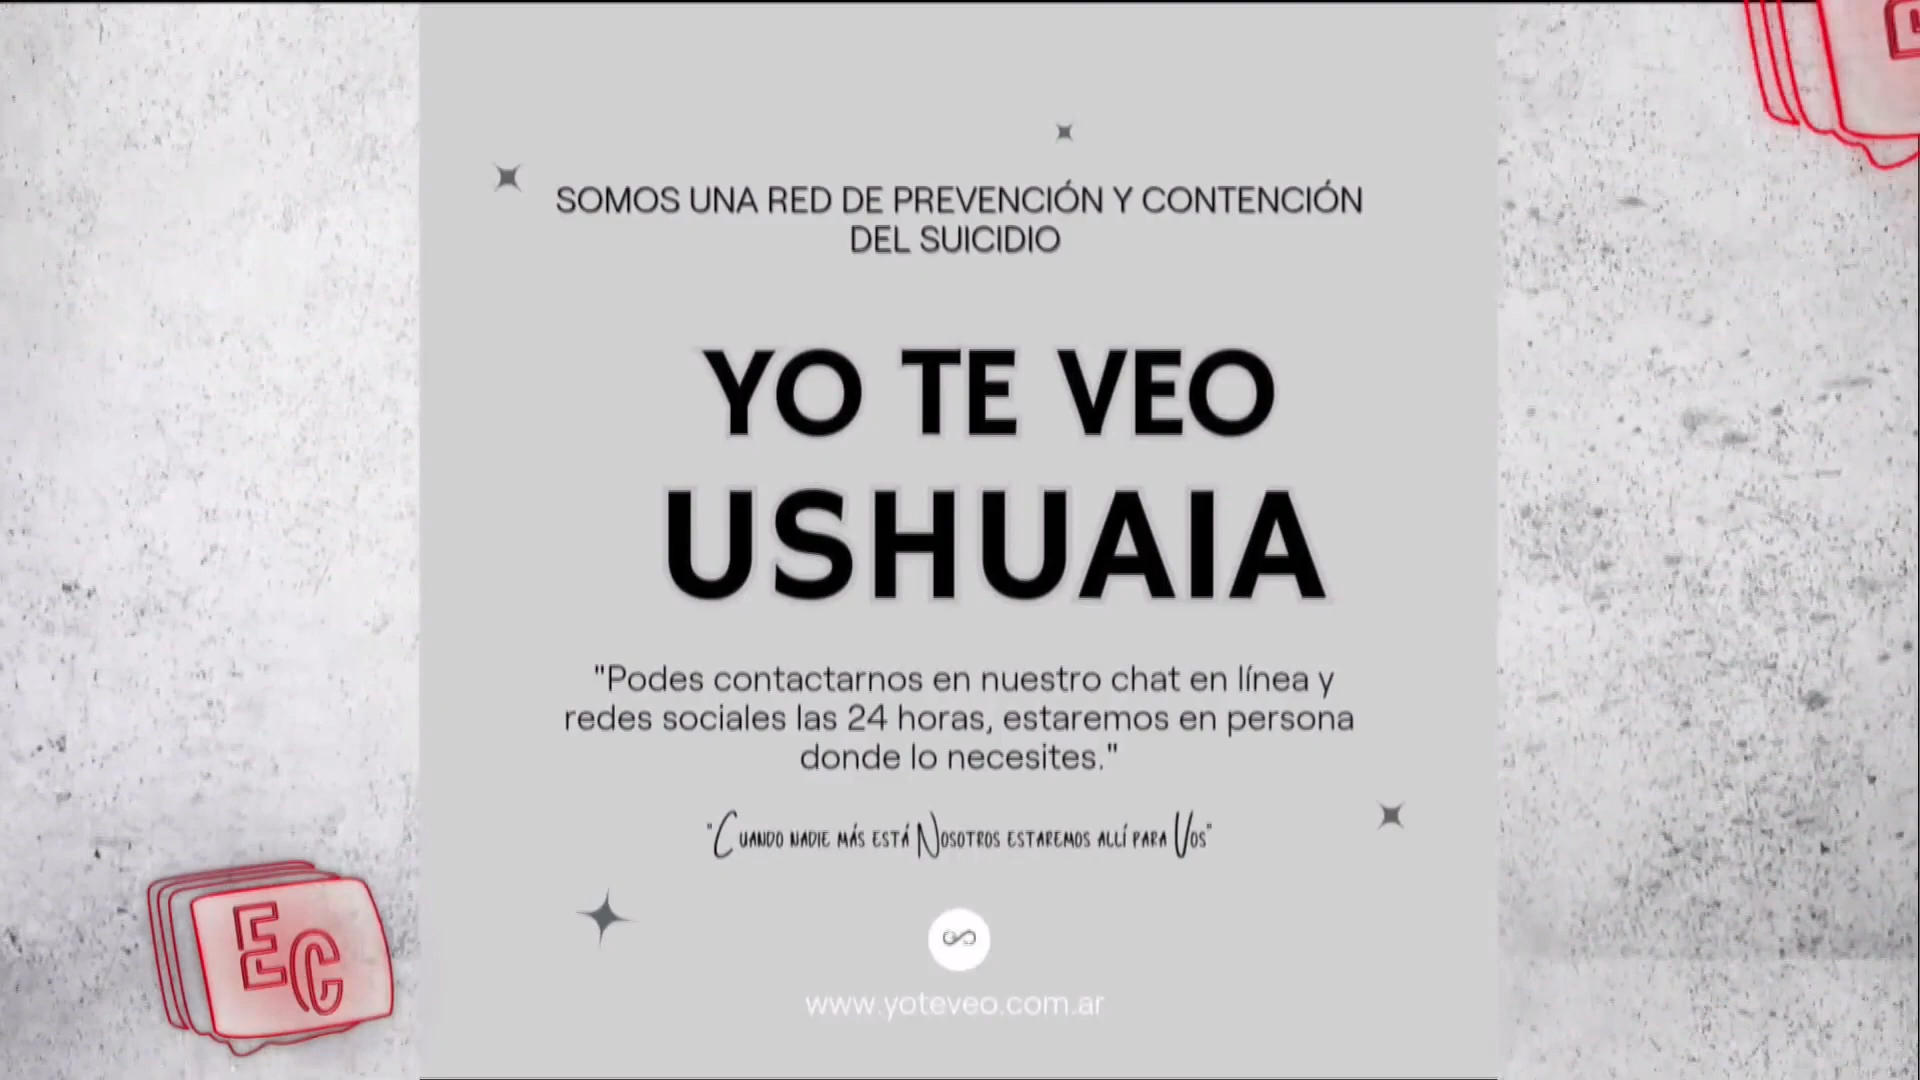 SOMOS UNA RED DE PREVENCIÓN Y CONTENCIÓN
DEL SUICIDIO
YO TE VEO
USHUAIA
"Podes contactarnos en nuestro chat en línea y
redes sociales las 24 horas, estaremos en persona
donde lo necesites."
"Cuando nadie más está Nosotros estaremos allí para Vos"
www.yoteveo.com.ar
EC